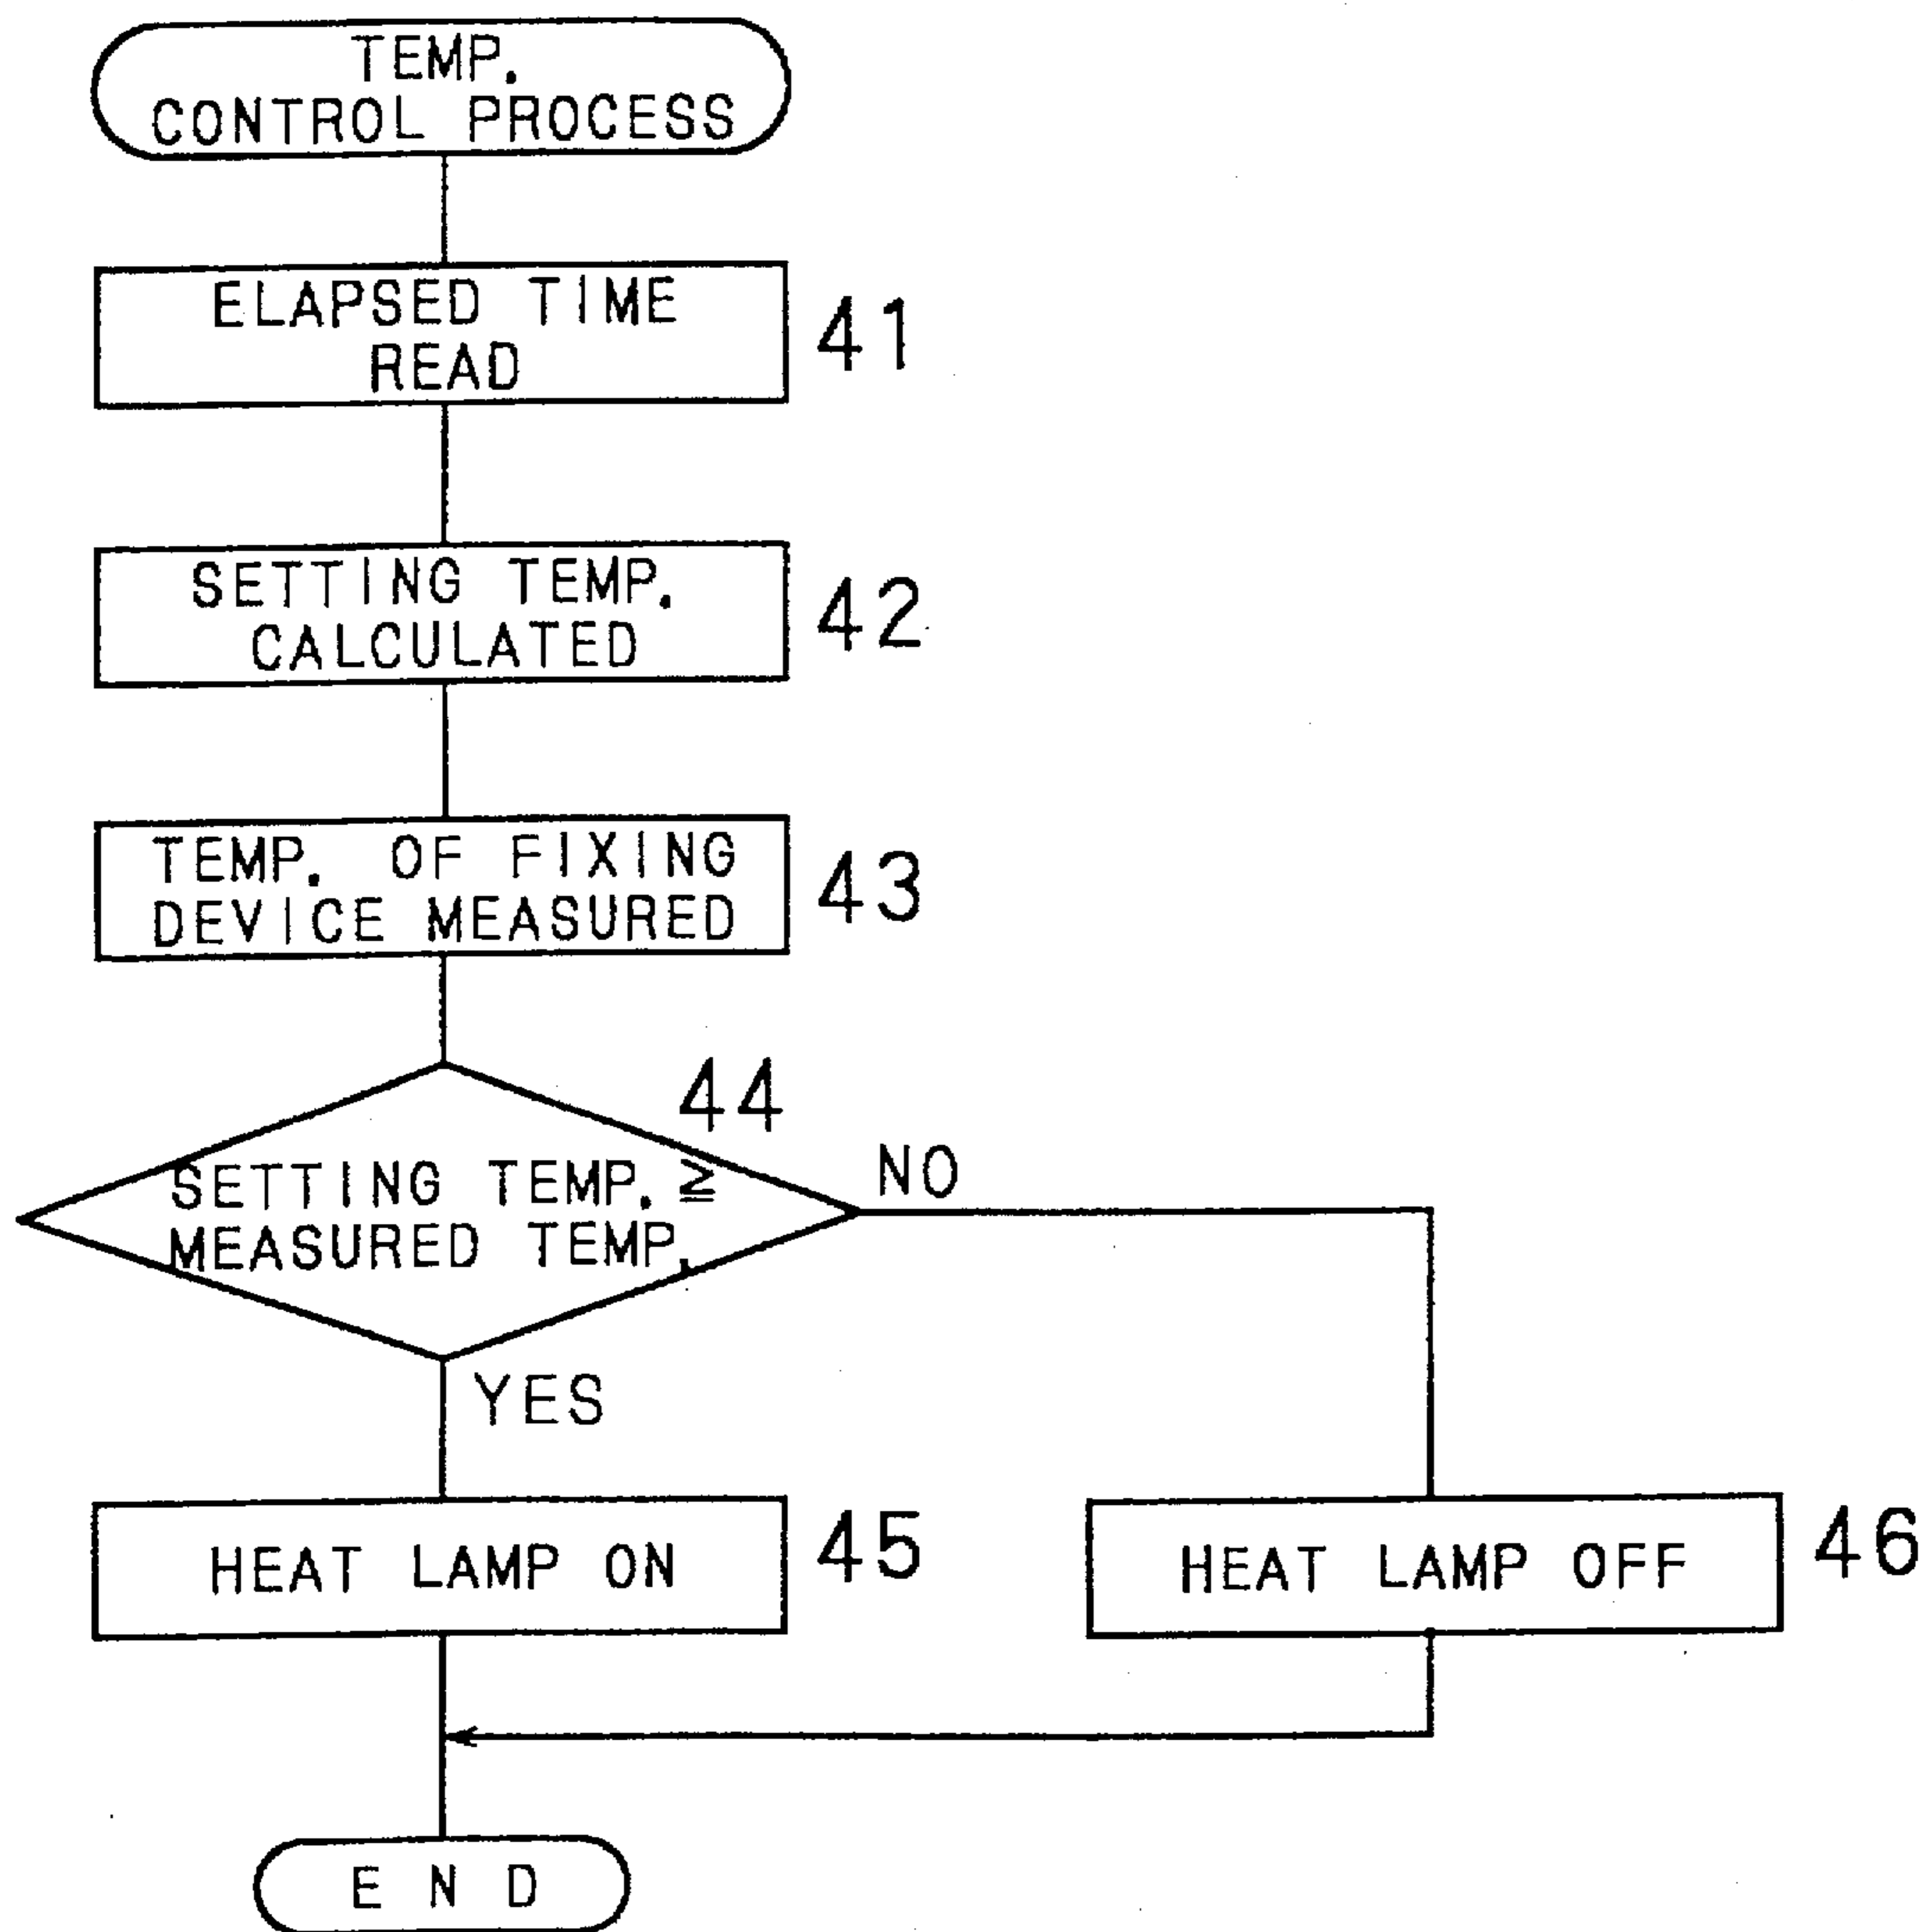 TEMP.
CONTROL PROCESS
ELAPSED TIME
READ
41
SETTING TEMP.
CALCULATED
42
TEMP. OF FIXING
DEVICE MEASURED
43
44
SETTING TEMP. ≧
MEASURED TEMP.
NO
YES
HEAT LAMP ON
45
HEAT LAMP OFF
46
END